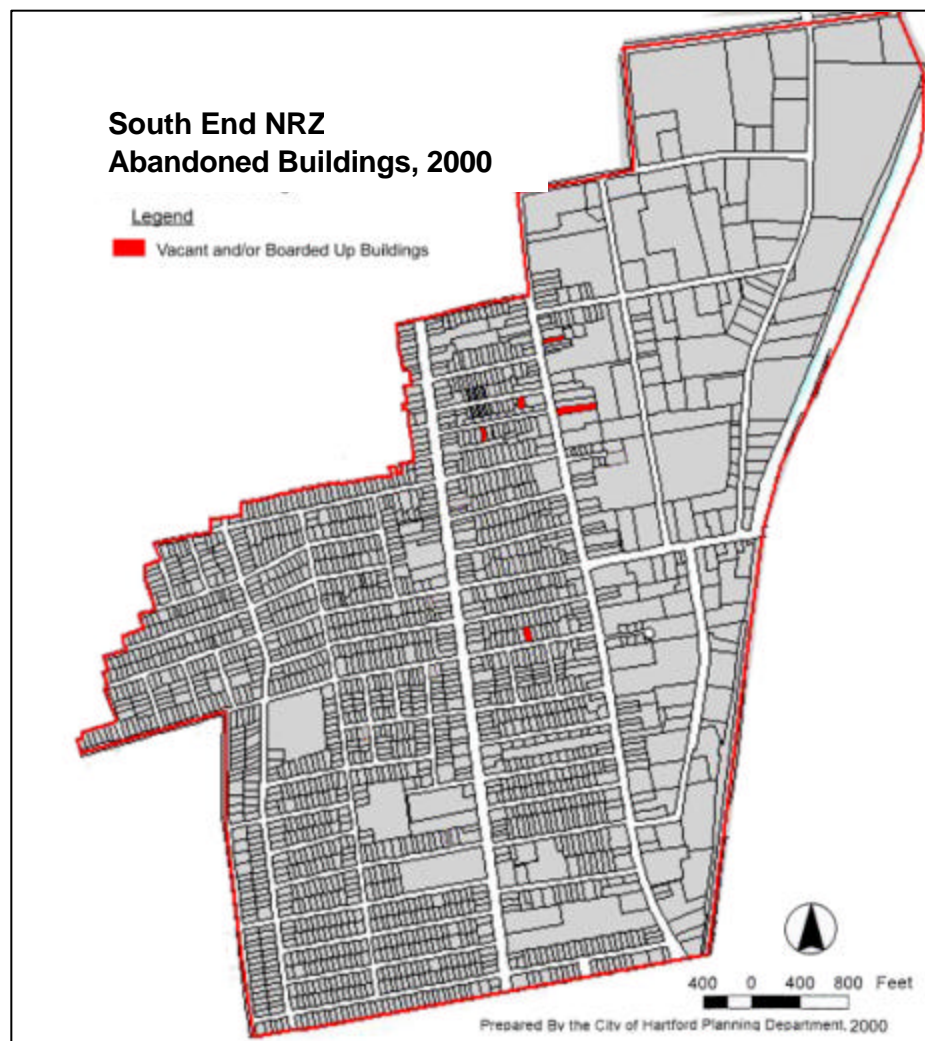 South End NRZ
Abandoned Buildings, 2000
Legend
Vacant and/or Boarded Up Buildings
400 0 400 800 Feet
Prepared By the City of Hartford Planning Department, 2000